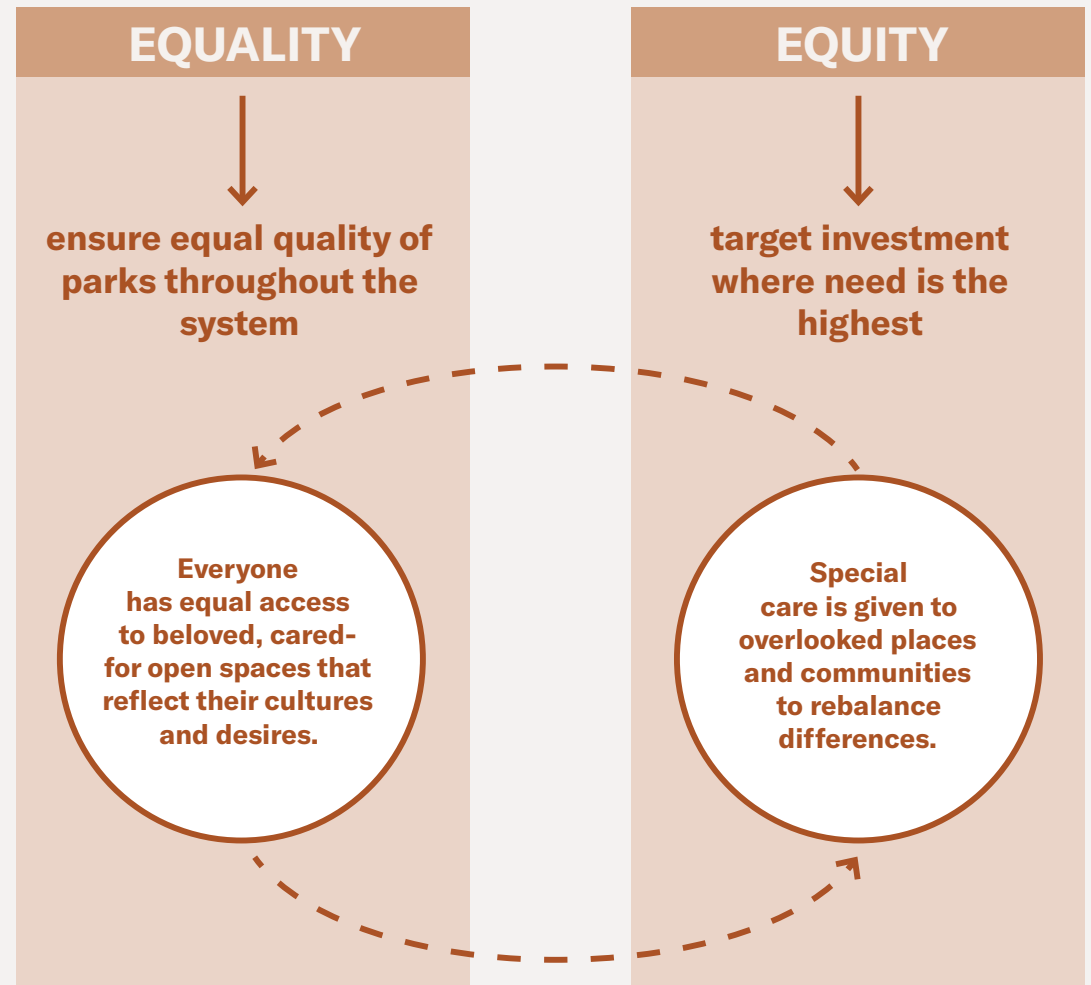 EQUALITY
ensure equal quality of
parks throughout the
system
Everyone
has equal access
to beloved, cared-
for open spaces that
reflect their cultures
and desires.
EQUITY
target investment
where need is the
highest
Special
care is given to
overlooked places
and communities
to rebalance
differences.